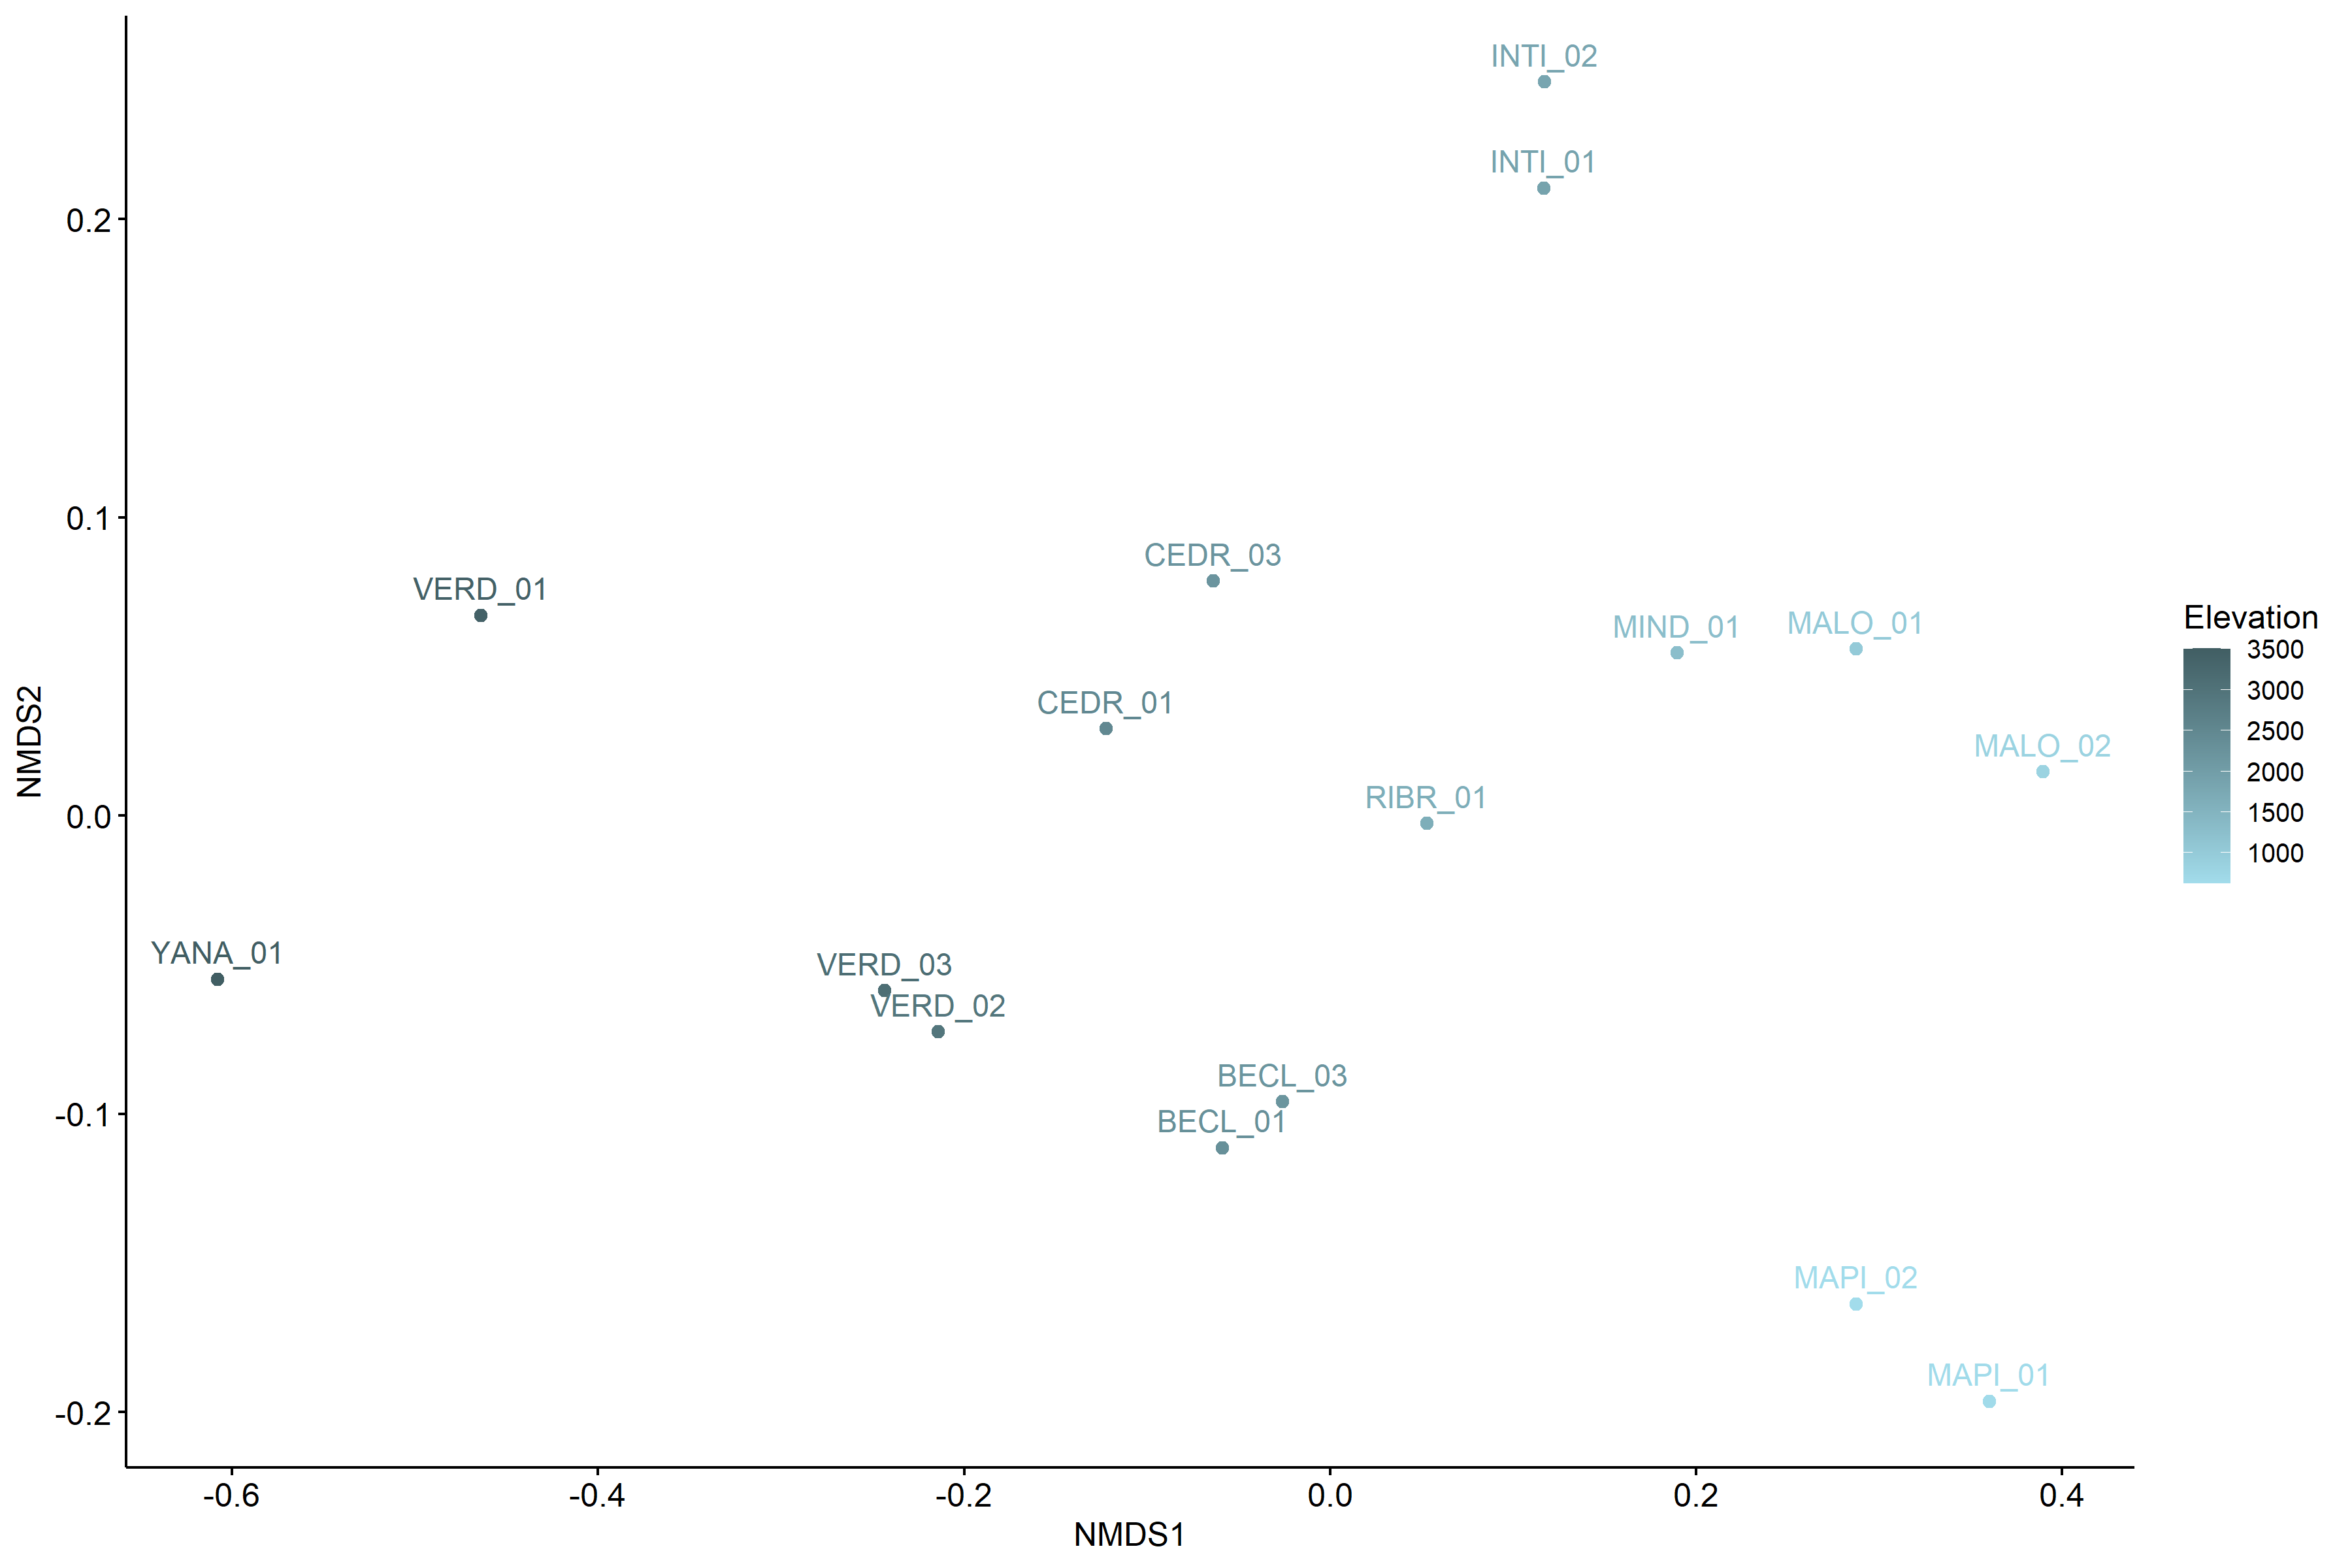 INTI_02
INTI_01
0.2
0.1
CEDR_03
VERD_01
MIND_01
MALO_01
Elevation
3500
3000
2500
2000
1500
1000
CEDR_01
MALO_02
NMDS2
RIBR_01
0.0
YANA_01
VERD_03
VERD_02
BECL_03
BECL_01
-0.1
MAPI_02
MAPI_01
-0.2
-0.6
-0.4
-0.2
0.0
0.2
0.4
NMDS1